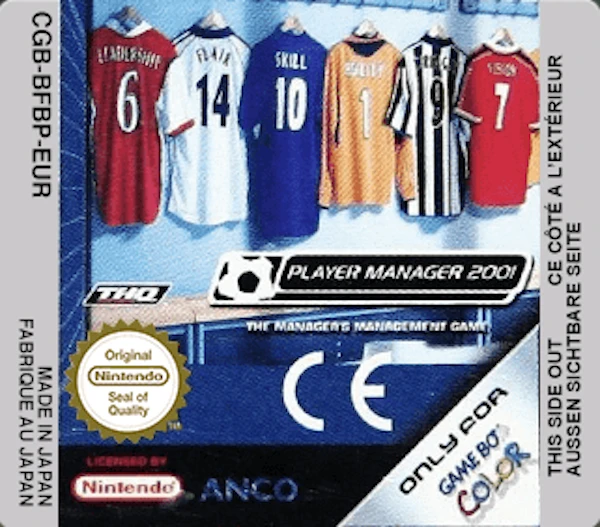 CGB-BFBP-EUR
LEADERSHIP
6
FLAIR
14
SKILL
10
AGILITY
1
9
VISION
7
THQ
PLAYER MANAGER 2001
THE MANAGER'S MANAGEMENT GAME
Original
Nintendo
Seal of
Quality
TM
CE
LICENSED BY
Nintendo
ANCO
ONLY FOR
GAME BOY
COLOR
MADE IN JAPAN
FABRIQUE AU JAPAN
THIS SIDE OUT CE CÔTÉ A L'EXTÉRIEUR
AUSSEN SICHTBARE SEITE